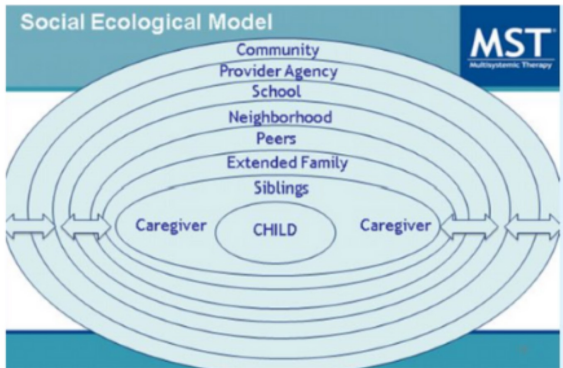 Social Ecological Model
MST
Multisystemic Therapy
Community
Provider Agency
School
Neighborhood
Peers
Extended Family
Siblings
Caregiver
CHILD
Caregiver